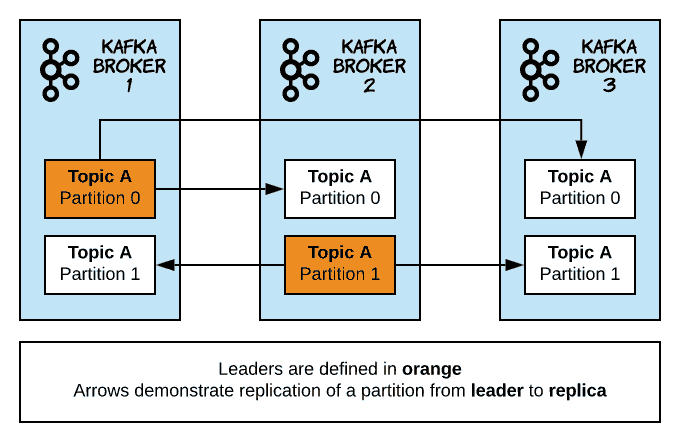 KAFKA
BROKER
1
KAFKA
BROKER
2
KAFKA
BROKER
3
Topic A
Partition 0
Topic A
Partition 0
Topic A
Partition 0
Topic A
Partition 1
Topic A
Partition 1
Topic A
Partition 1
Leaders are defined in orange
Arrows demonstrate replication of a partition from leader to replica